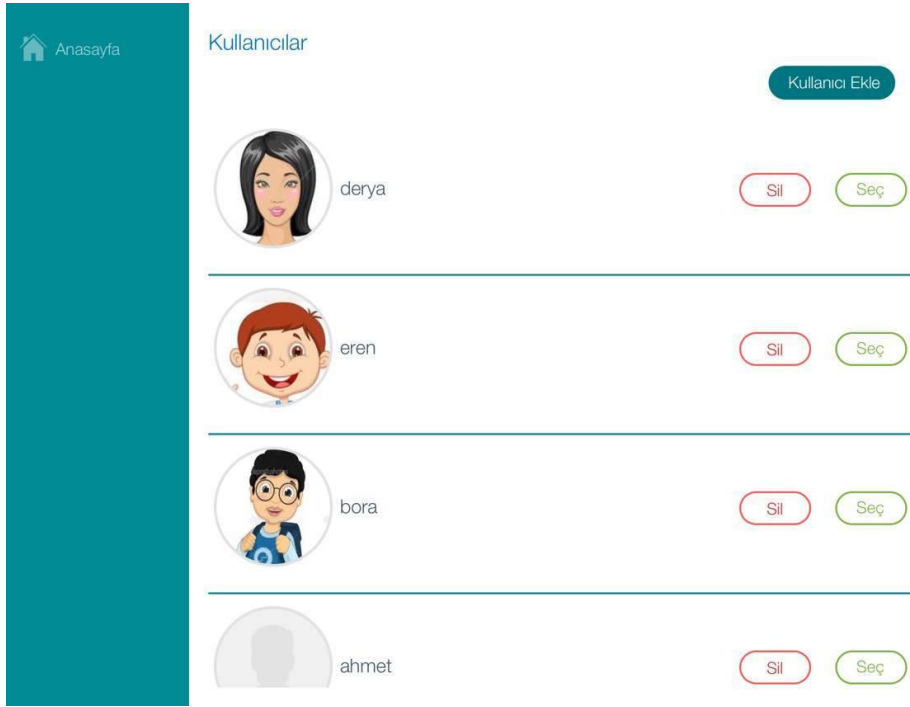 Anasayfa
Kullanıcılar
Kullanıcı Ekle
derya
Sil
Seç
eren
Sil
Seç
bora
Sil
Seç
ahmet
Sil
Seç